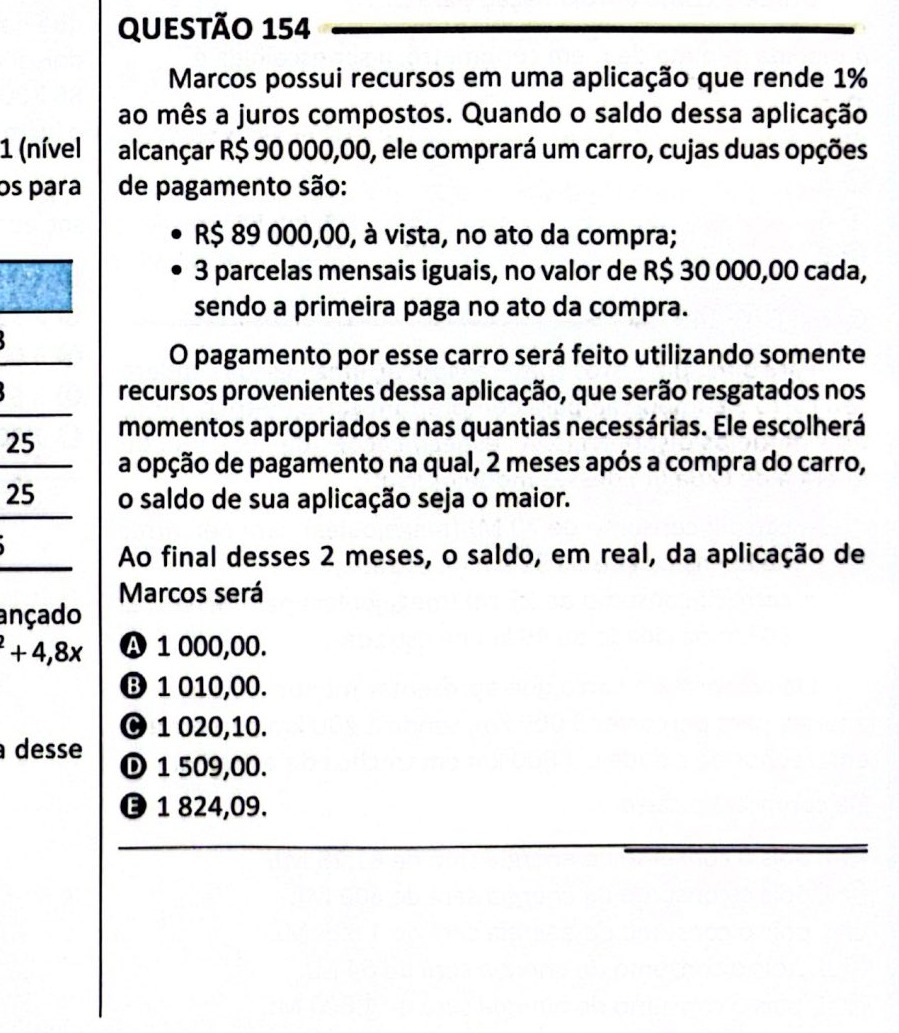 QUESTÃO 154
Marcos possui recursos em uma aplicação que rende 1%
ao mês a juros compostos. Quando o saldo dessa aplicação
alcançar R$ 90 000,00, ele comprará um carro, cujas duas opções
de pagamento são:
• R$ 89 000,00, à vista, no ato da compra;
• 3 parcelas mensais iguais, no valor de R$ 30 000,00 cada,
sendo a primeira paga no ato da compra.
O pagamento por esse carro será feito utilizando somente
recursos provenientes dessa aplicação, que serão resgatados nos
momentos apropriados e nas quantias necessárias. Ele escolherá
a opção de pagamento na qual, 2 meses após a compra do carro,
o saldo de sua aplicação seja o maior.
Ao final desses 2 meses, o saldo, em real, da aplicação de
Marcos será
A 1 000,00.
B 1 010,00.
C 1 020,10.
D 1 509,00.
E 1 824,09.
1 (nível
os para
3
3
25
25
5
ançado
² + 4,8x
a desse